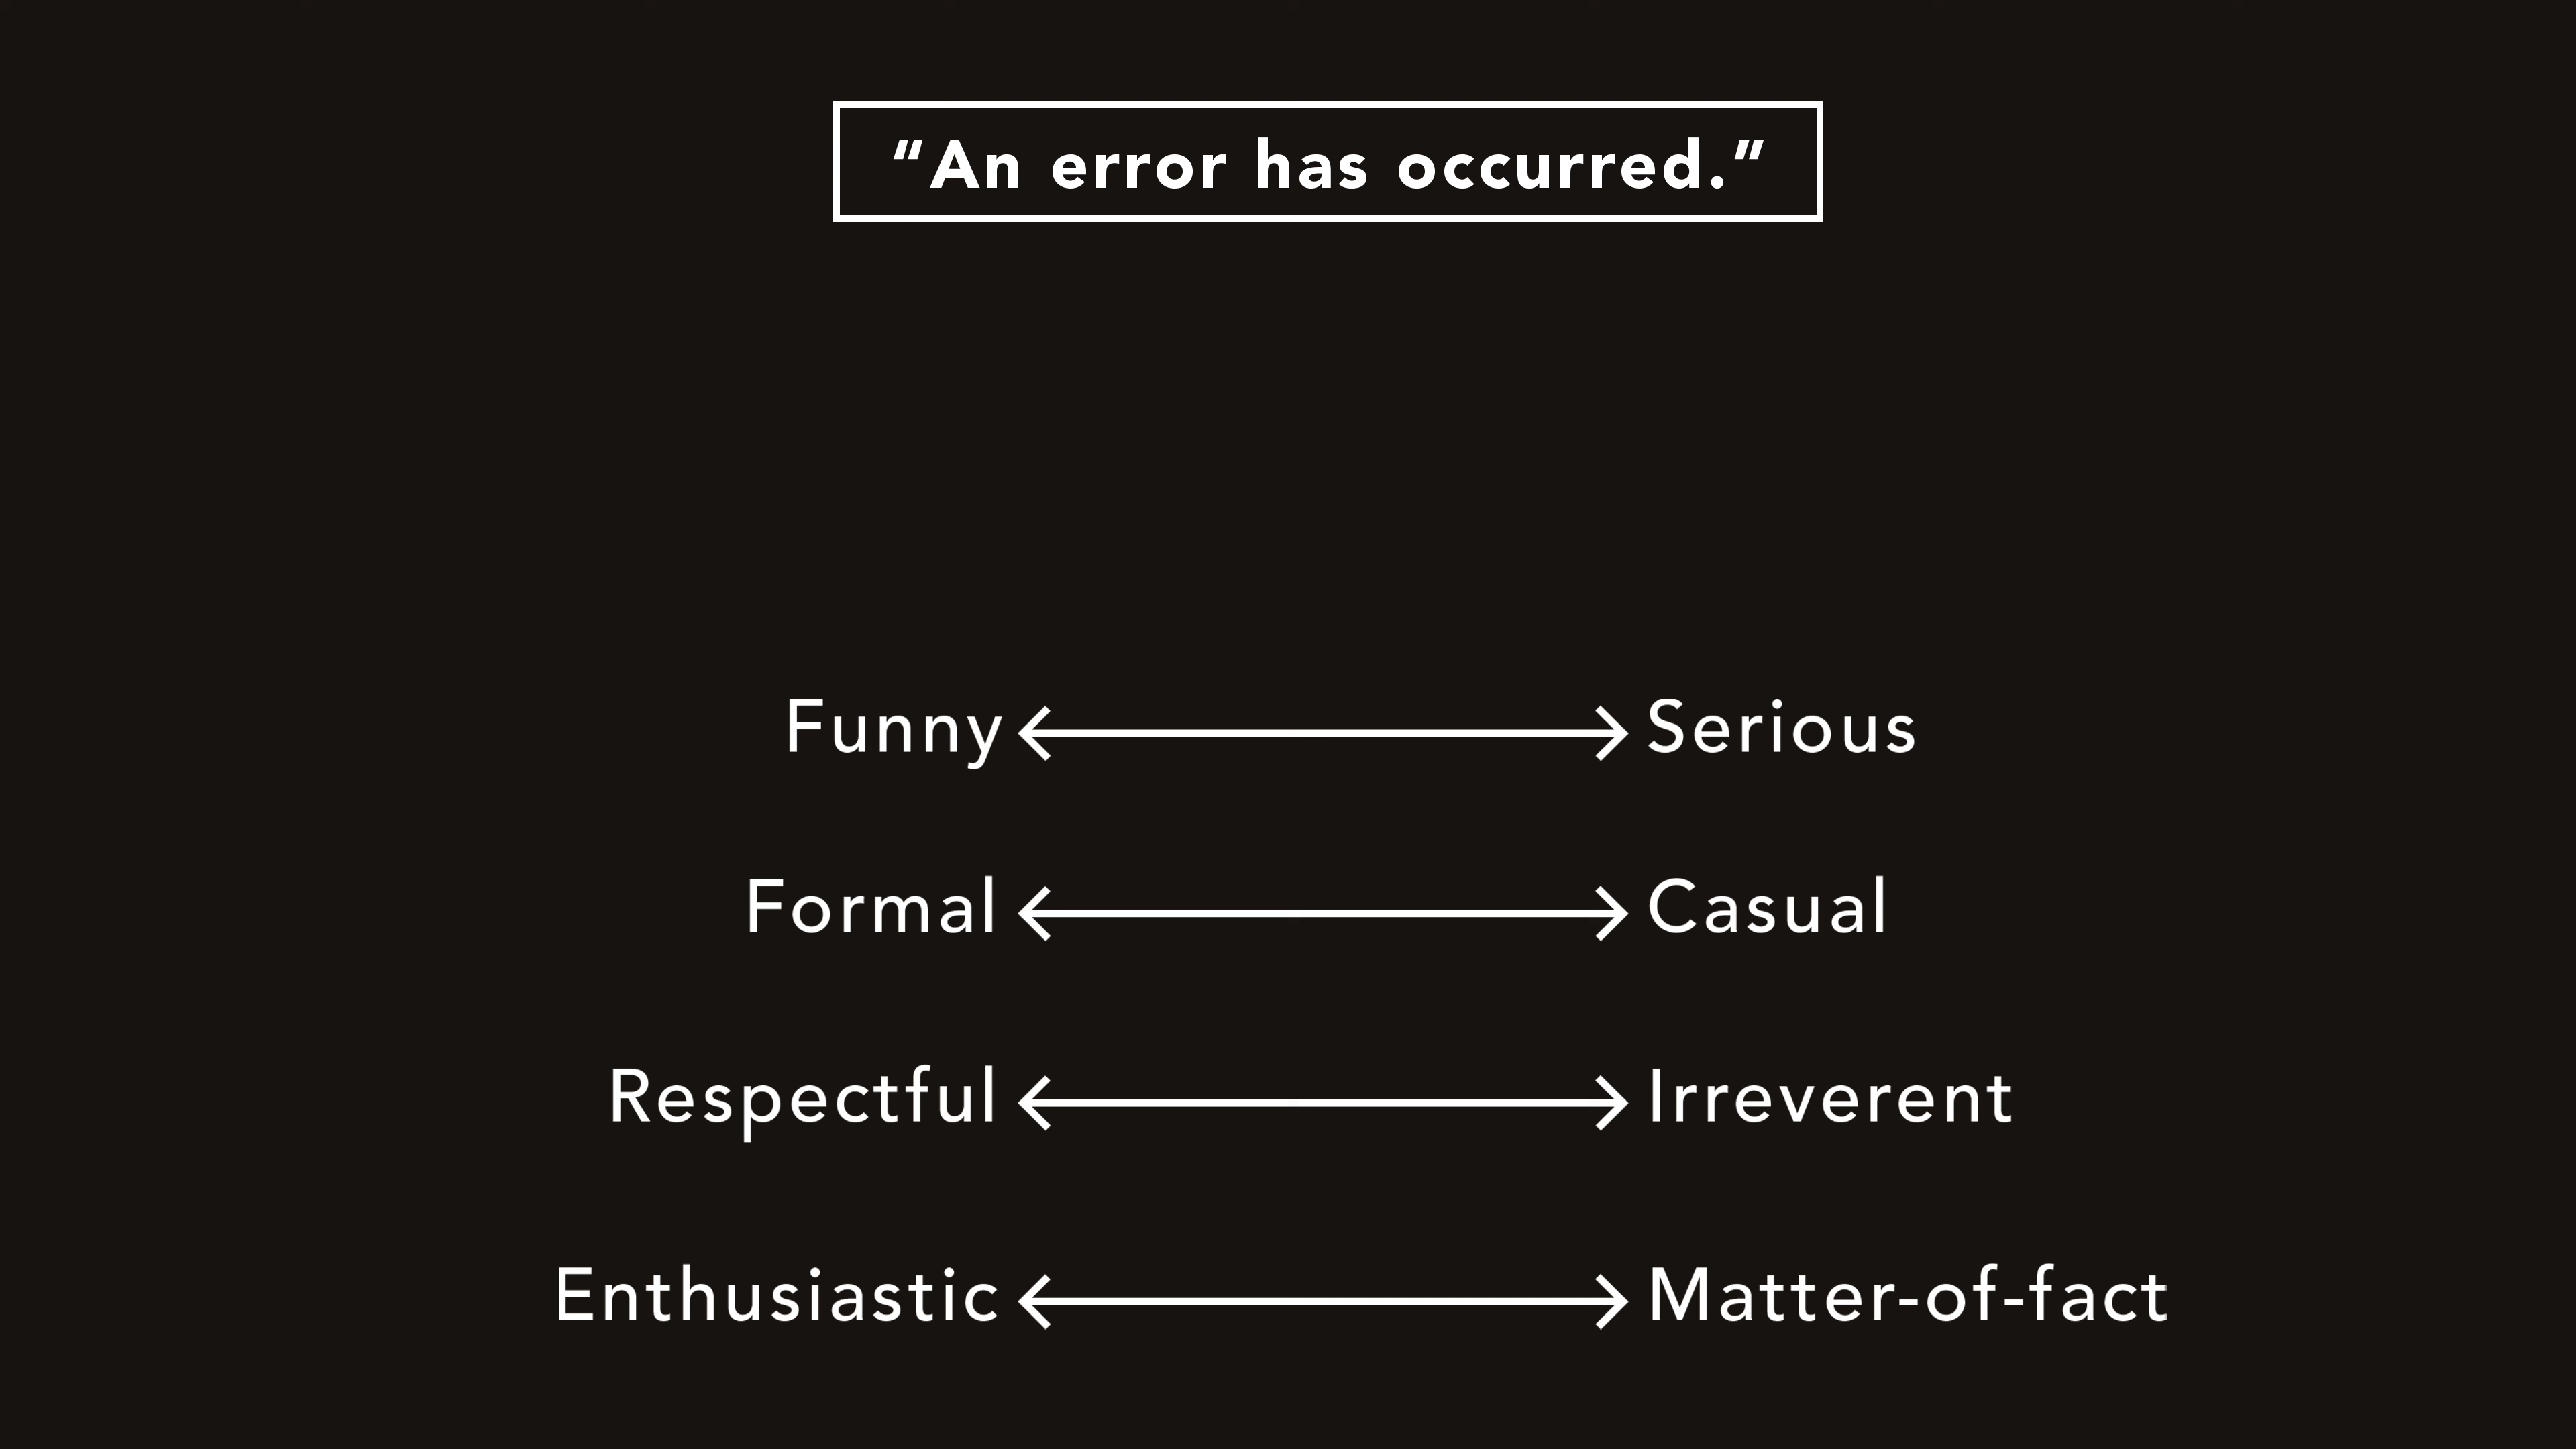 “An error has occurred.”
Funny Serious
Formal Casual
Respectful Irreverent
Enthusiastic Matter-of-fact